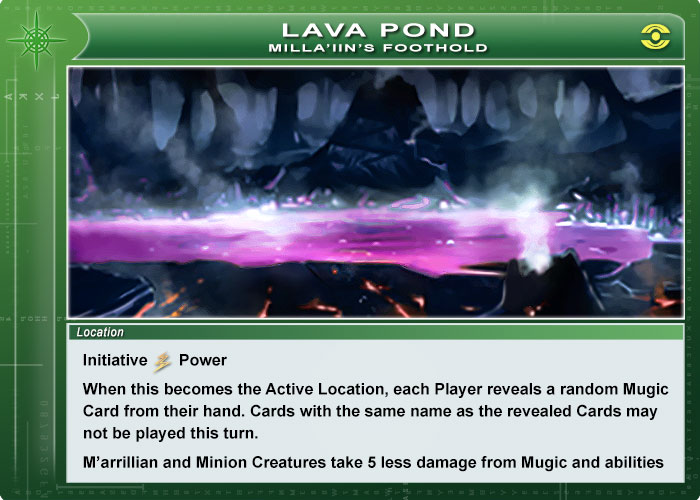 LAVA POND
MILLA'IIN'S FOOTHOLD
Location
Initiative Power
When this becomes the Active Location, each Player reveals a random Mugic
Card from their hand. Cards with the same name as the revealed Cards may
not be played this turn.
M'arrillian and Minion Creatures take 5 less damage from Mugic and abilities